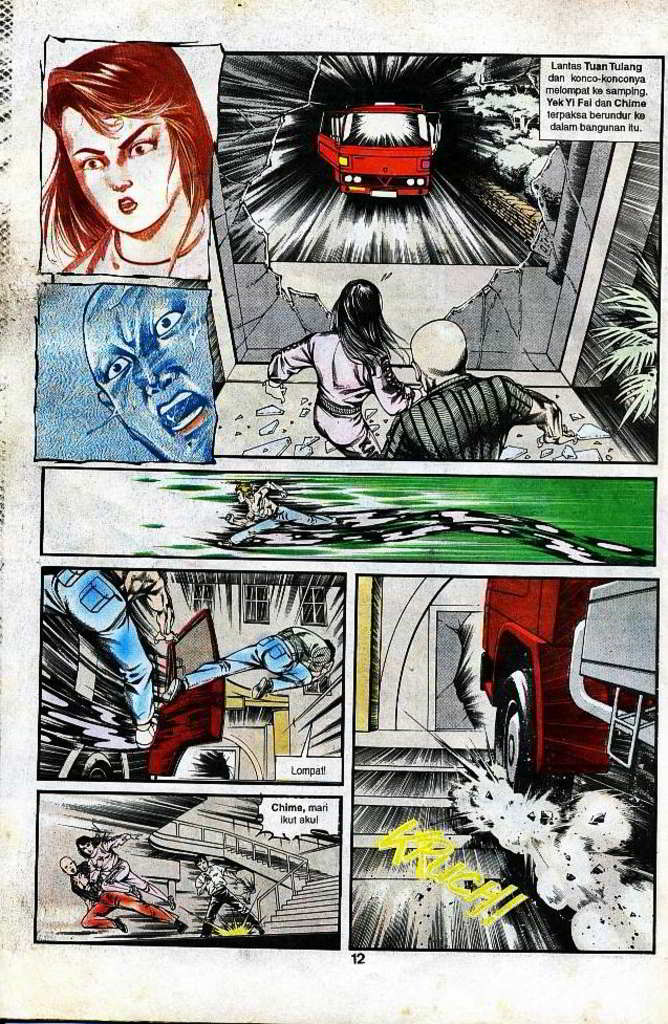 Lantas Tuan Tulang
dan konco-konconya
melompat ke samping,
Yek Yi Fai dan Chime
terpaksa berundur ke
dalam bangunan itu.
Lompat!
Chime, mari
ikut aku!
KRUCH!
12